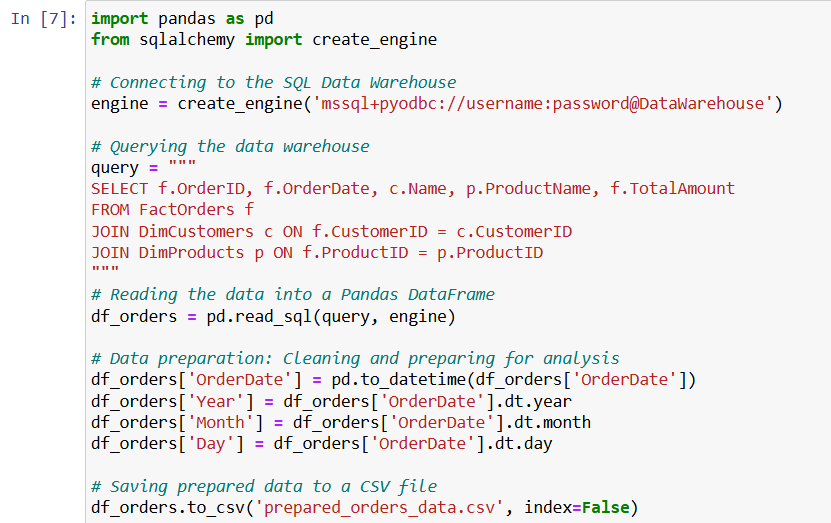 In [7]: import pandas as pd
from sqlalchemy import create_engine
# Connecting to the SQL Data Warehouse
engine = create_engine('mssql+pyodbc://username:password@DataWarehouse')
# Querying the data warehouse
query = """
SELECT f.OrderID, f.OrderDate, c.Name, p.ProductName, f.TotalAmount
FROM FactOrders f
JOIN DimCustomers c ON f.CustomerID = c.CustomerID
JOIN DimProducts p ON f.ProductID = p.ProductID
"""
# Reading the data into a Pandas DataFrame
df_orders = pd.read_sql(query, engine)
# Data preparation: Cleaning and preparing for analysis
df_orders['OrderDate'] = pd.to_datetime(df_orders['OrderDate'])
df_orders['Year'] = df_orders['OrderDate'].dt.year
df_orders['Month'] = df_orders['OrderDate'].dt.month
df_orders['Day'] = df_orders['OrderDate'].dt.day
# Saving prepared data to a CSV file
df_orders.to_csv('prepared_orders_data.csv', index=False)